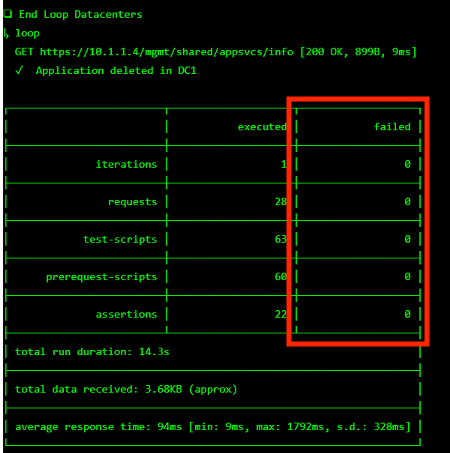 ❏ End Loop Datacenters
↳ loop
GET https://10.1.1.4/mgmt/shared/appsvcs/info [200 OK, 899B, 9ms]
✓ Application deleted in DC1
executed failed
iterations 1 0
requests 28 0
test-scripts 63 0
prerequest-scripts 60 0
assertions 22 0
total run duration: 14.3s
total data received: 3.68KB (approx)
average response time: 94ms [min: 9ms, max: 1792ms, s.d.: 328ms]